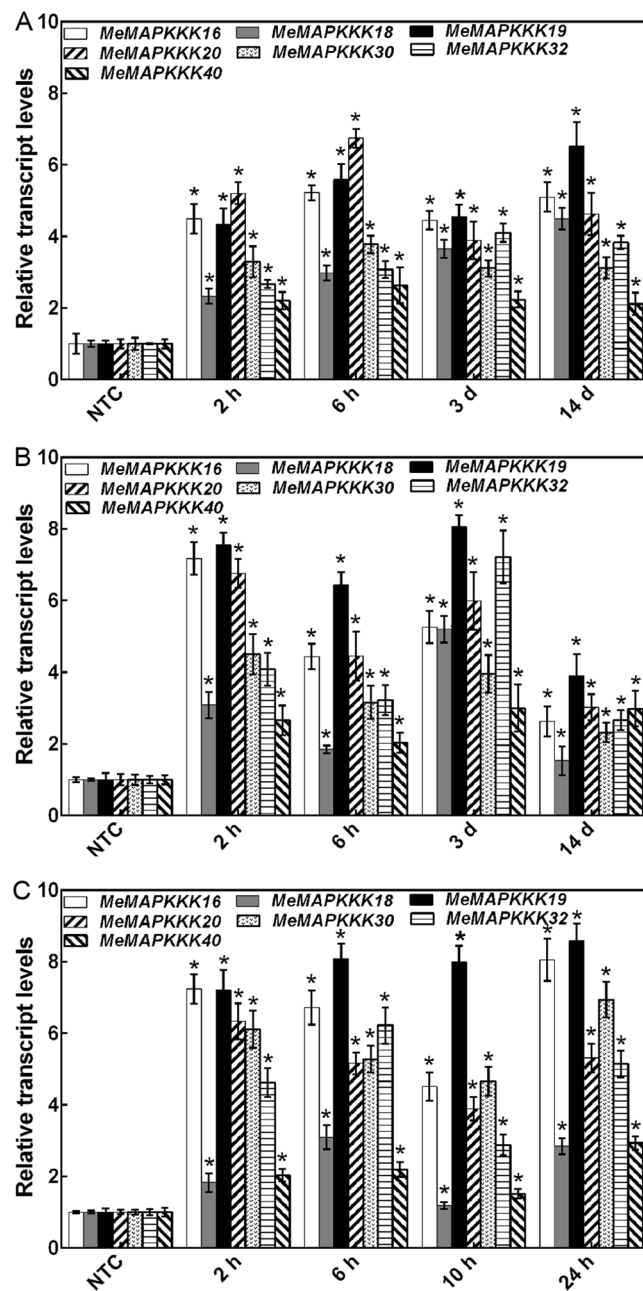 A
10
MeMAPKKK16 MeMAPKKK18 MeMAPKKK19
MeMAPKKK20 MeMAPKKK30 MeMAPKKK32
MeMAPKKK40
8
6
4
2
0
Relative transcript levels
* * * * * * *
* * * * * * *
* * * * * * *
* * * * * * *
NTC 2 h 6 h 3 d 14 d
B
10
MeMAPKKK16 MeMAPKKK18 MeMAPKKK19
MeMAPKKK20 MeMAPKKK30 MeMAPKKK32
MeMAPKKK40
8
6
4
2
0
Relative transcript levels
* * * * * * *
* * * * * * *
* * * * * * *
* * * * * * *
NTC 2 h 6 h 3 d 14 d
C
10
MeMAPKKK16 MeMAPKKK18 MeMAPKKK19
MeMAPKKK20 MeMAPKKK30 MeMAPKKK32
MeMAPKKK40
8
6
4
2
0
Relative transcript levels
* * * * * * *
* * * * * * *
* * * * * * *
* * * * * * *
NTC 2 h 6 h 10 h 24 h